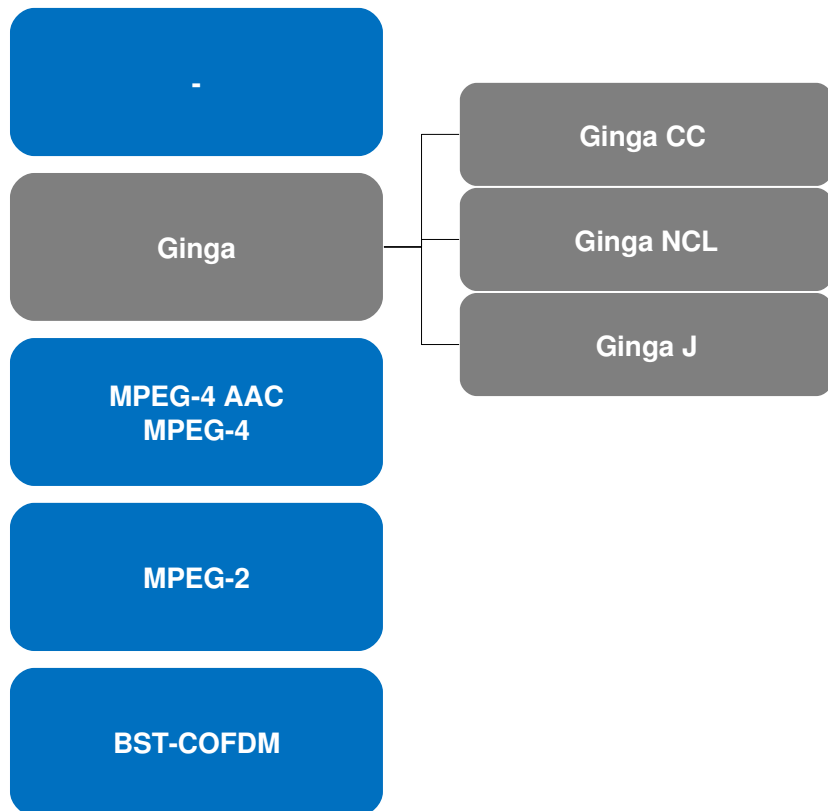 -
Ginga
MPEG-4 AAC
MPEG-4
MPEG-2
BST-COFDM
Ginga CC
Ginga NCL
Ginga J